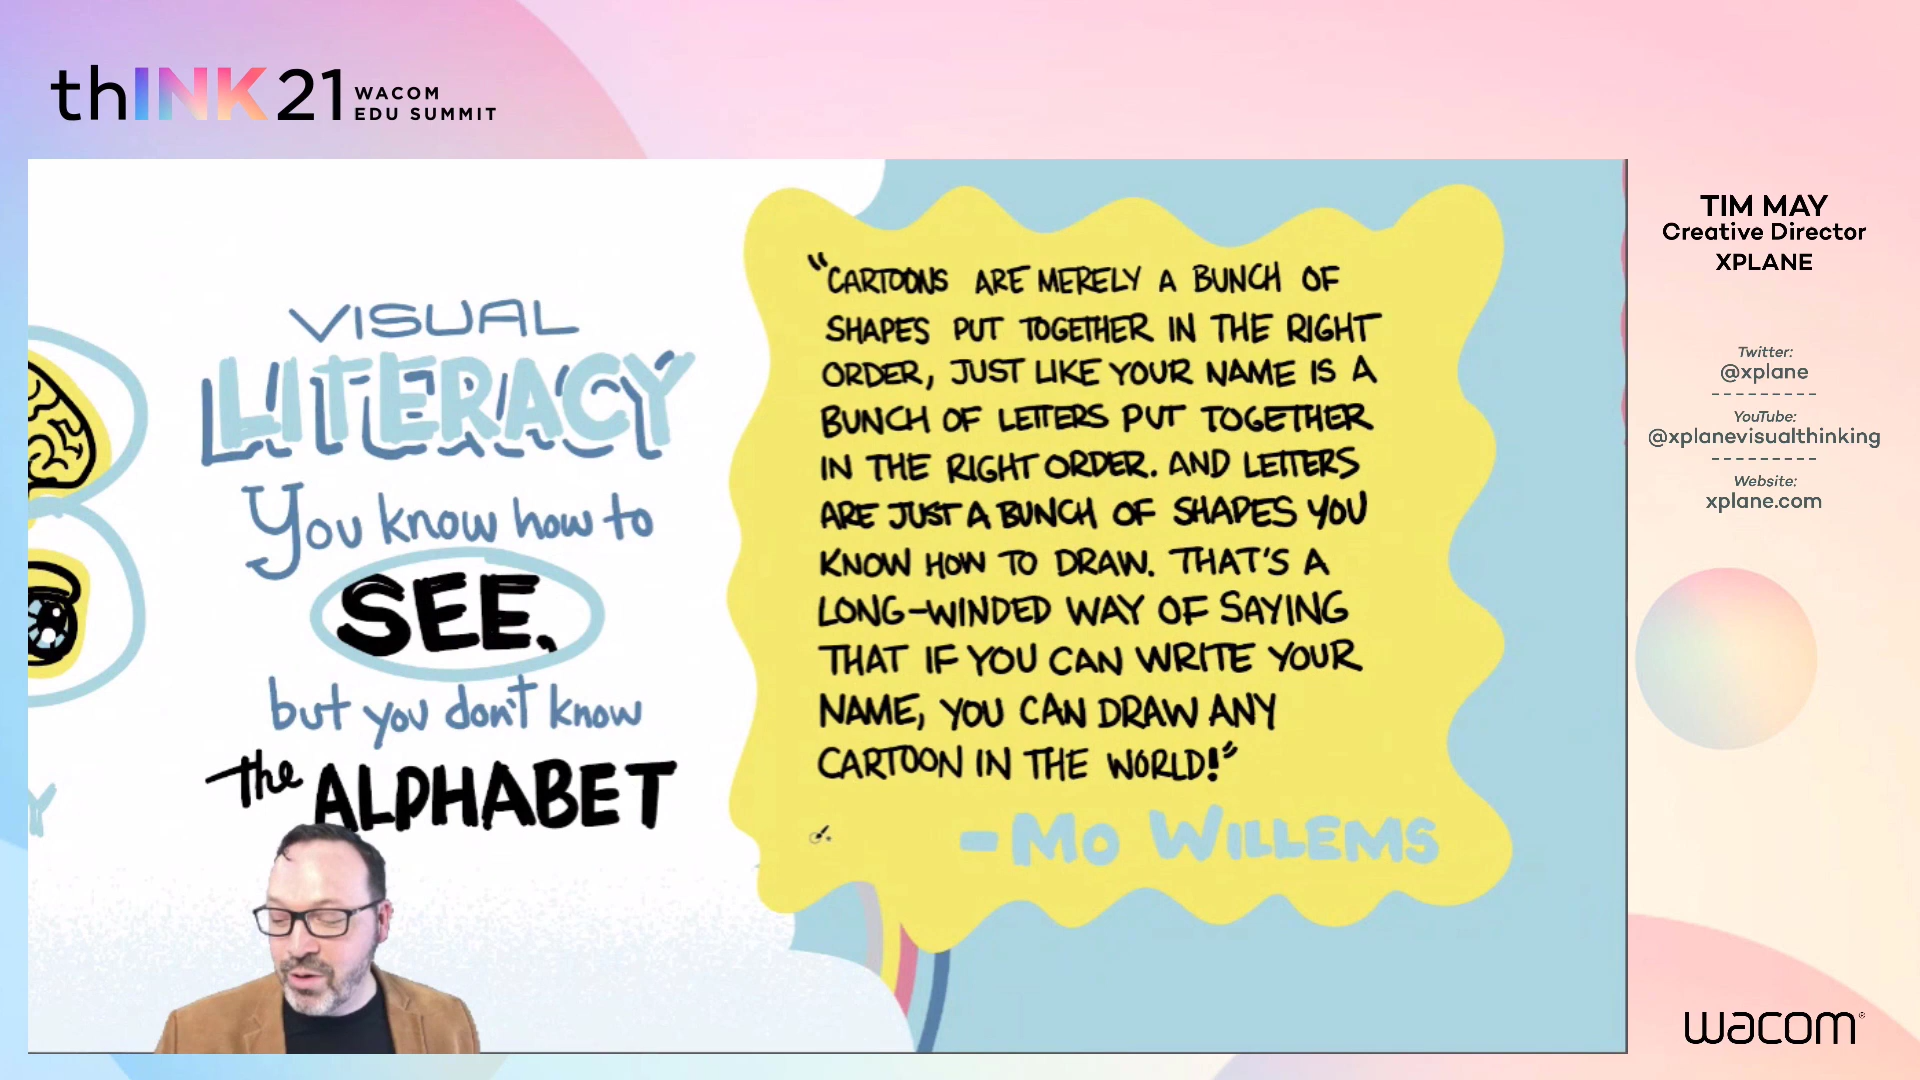 thINK21 WACOM
EDU SUMMIT
VISUAL
LITERACY
You know how to
SEE,
but you don't know
the ALPHABET
Y
"CARTOONS ARE MERELY A BUNCH OF
SHAPES PUT TOGETHER IN THE RIGHT
ORDER, JUST LIKE YOUR NAME IS A
BUNCH OF LETTERS PUT TOGETHER
IN THE RIGHT ORDER. AND LETTERS
ARE JUST A BUNCH OF SHAPES YOU
KNOW HOW TO DRAW. THAT'S A
LONG-WINDED WAY OF SAYING
THAT IF YOU CAN WRITE YOUR
NAME, YOU CAN DRAW ANY
CARTOON IN THE WORLD!"
- MO WILLEMS
TIM MAY
Creative Director
XPLANE
Twitter:
@xplane
YouTube:
@xplanevisualthinking
Website:
xplane.com
wacom®